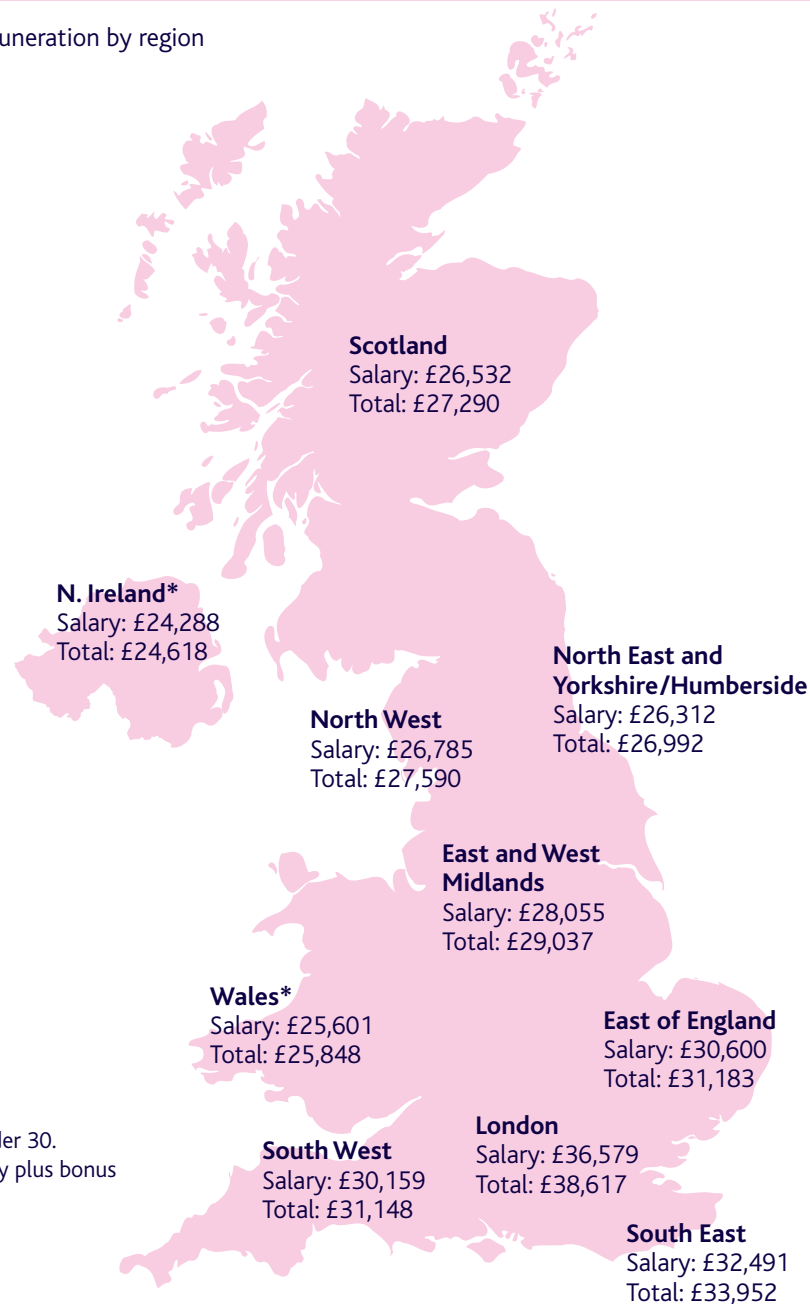 by region
Scotland
Salary: £26,532
Total: £27,290
N. Ireland*
Salary: £24,288
Total: £24,618
North East and
Yorkshire/Humberside
Salary: £26,312
Total: £26,992
North West
Salary: £26,785
Total: £27,590
East and West
Midlands
Salary: £28,055
Total: £29,037
Wales*
Salary: £25,601
Total: £25,848
East of England
Salary: £30,600
Total: £31,183
London
Salary: £36,579
Total: £38,617
South West
Salary: £30,159
Total: £31,148
South East
Salary: £32,491
Total: £33,952
30.
plus bonus